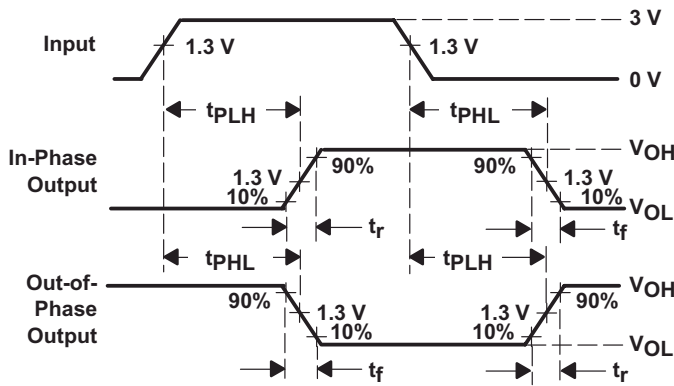 3 V
Input
1.3 V
1.3 V
0 V
tPLH
tPHL
In-Phase
Output
90%
90%
VOH
1.3 V
10%
1.3 V
10%
VOL
tr
tf
tPHL
tPLH
Out-of-
Phase
Output
90%
1.3 V
10%
1.3 V
10%
90%
VOH
VOL
tf
tr